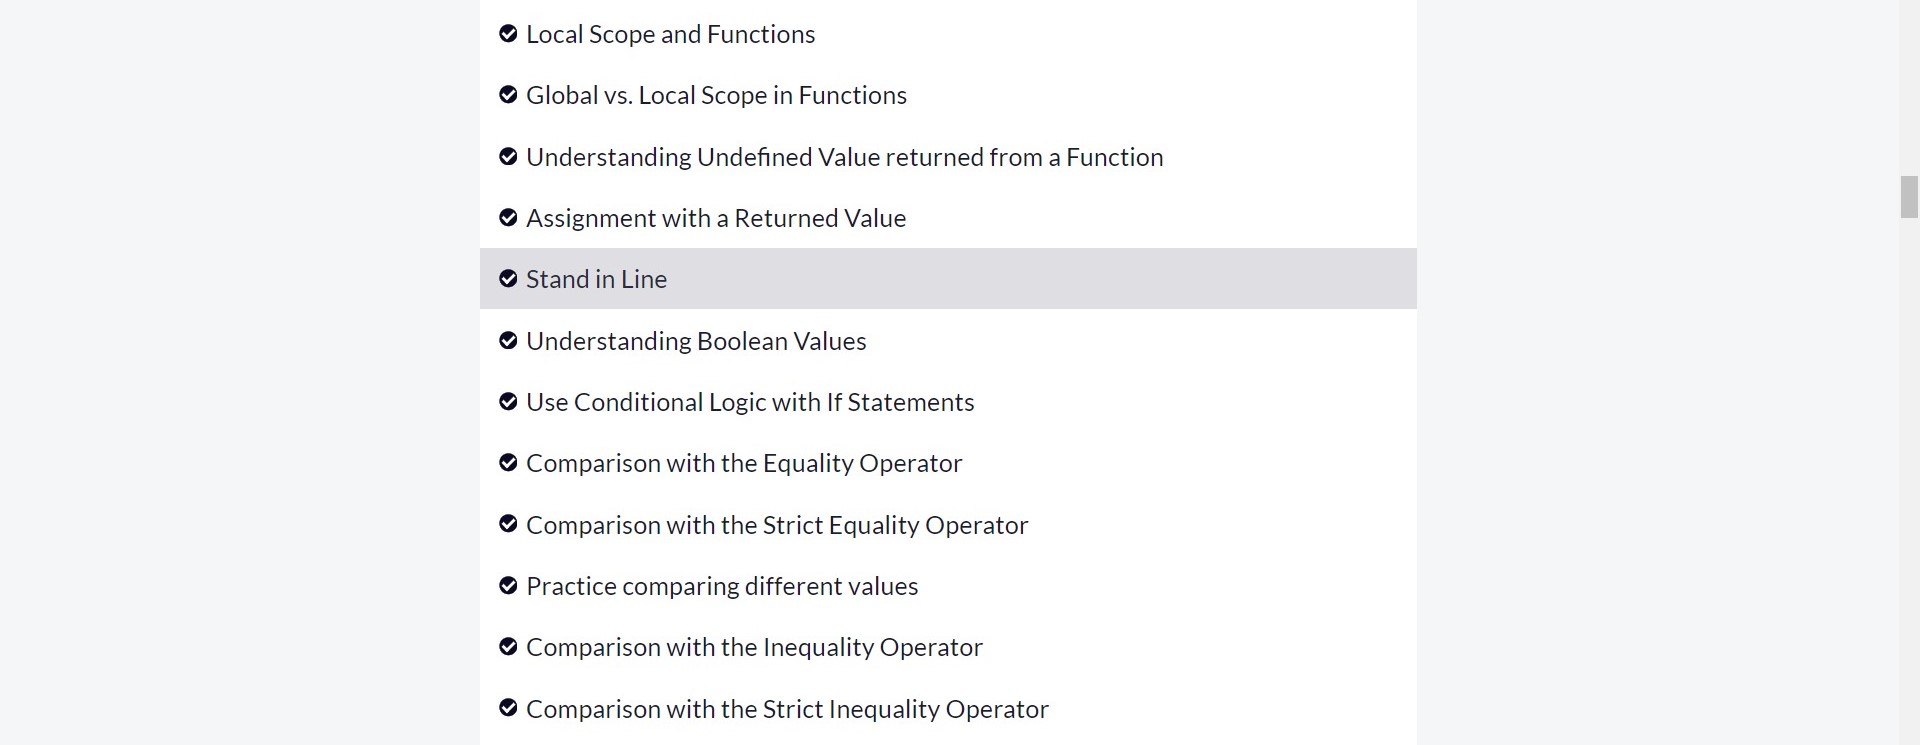 Local Scope and Functions
Global vs. Local Scope in Functions
Understanding Undefined Value returned from a Function
Assignment with a Returned Value
Stand in Line
Understanding Boolean Values
Use Conditional Logic with If Statements
Comparison with the Equality Operator
Comparison with the Strict Equality Operator
Practice comparing different values
Comparison with the Inequality Operator
Comparison with the Strict Inequality Operator